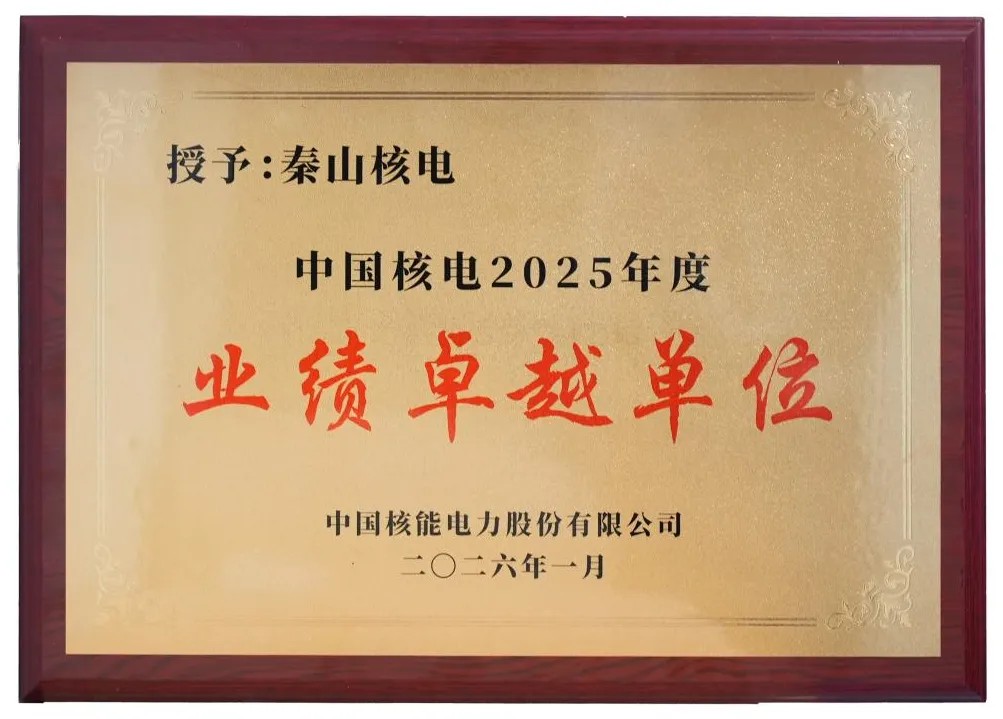 授予:秦山核电
中国核电2025年度
业绩卓越单位
中国核能电力股份有限公司
二〇二六年一月